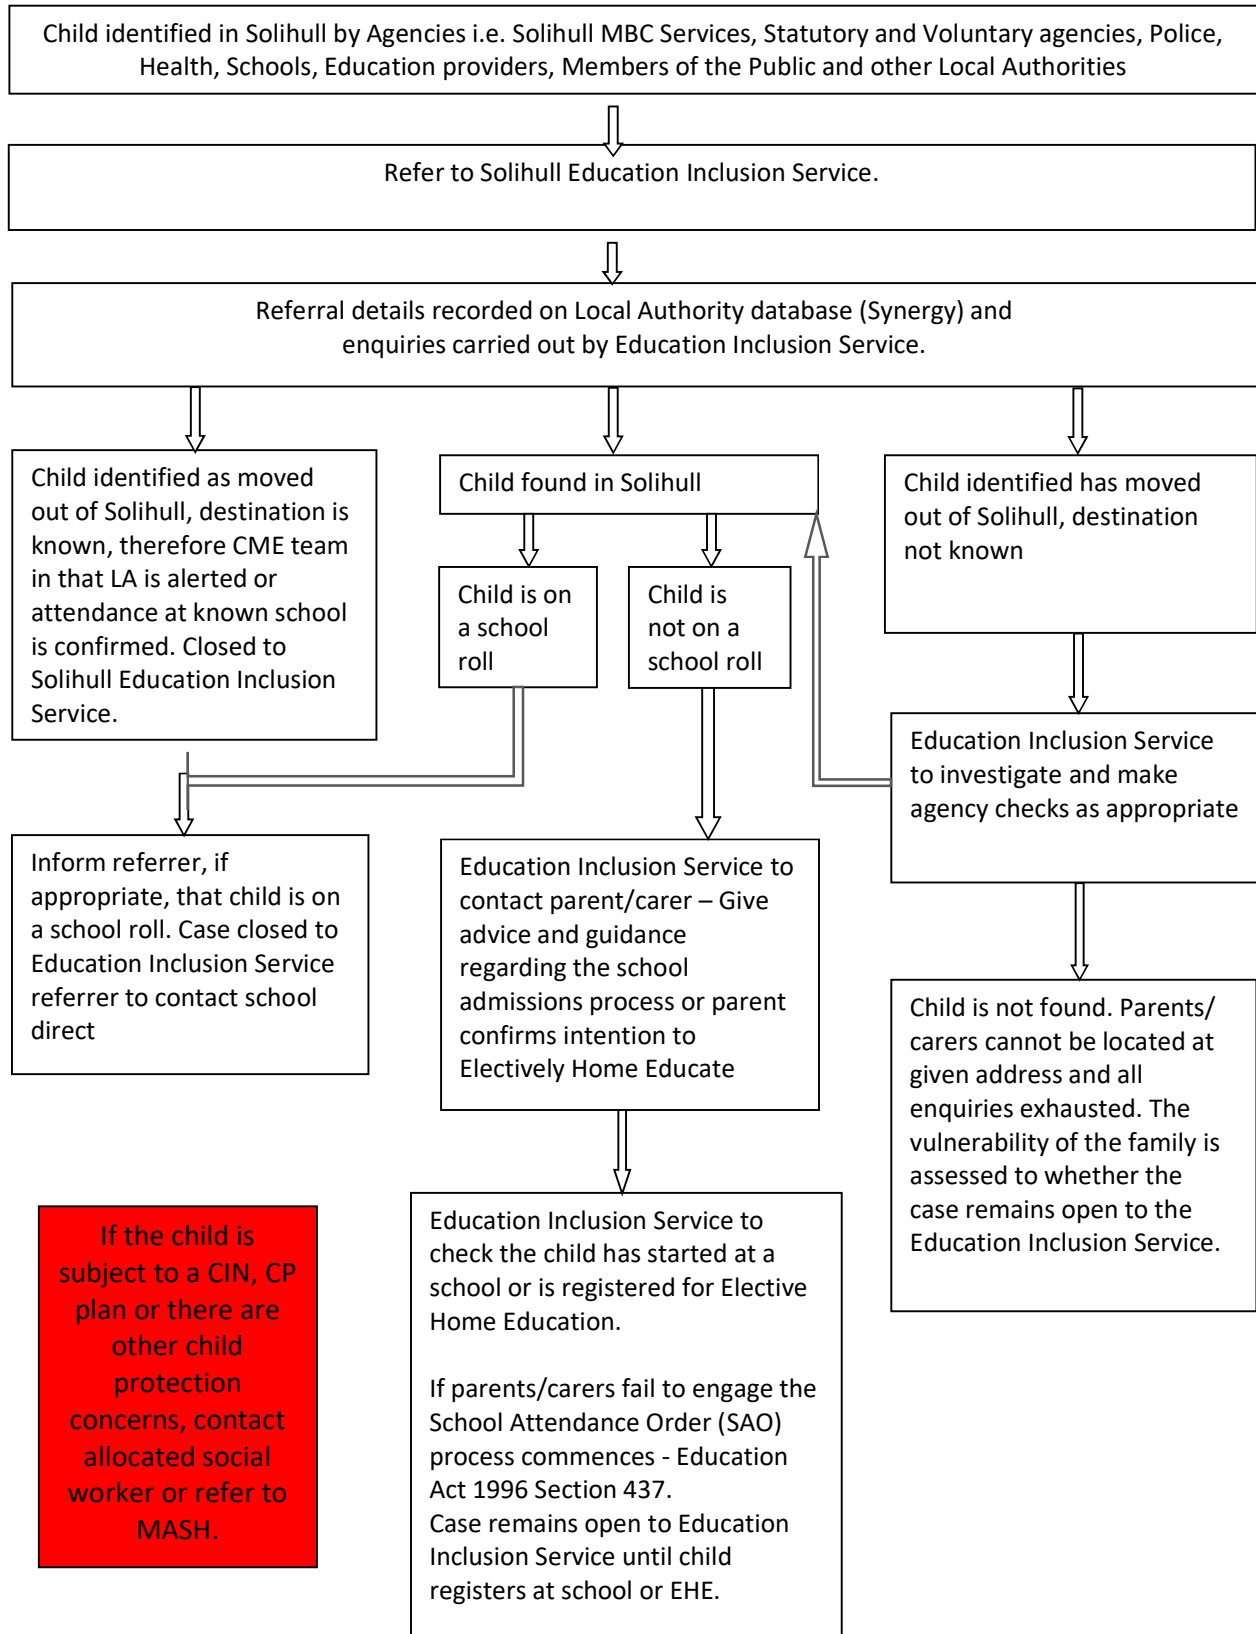 Child identified in Solihull by Agencies i.e. Solihull MBC Services, Statutory and Voluntary agencies, Police,
Health, Schools, Education providers, Members of the Public and other Local Authorities
Refer to Solihull Education Inclusion Service.
Referral details recorded on Local Authority database (Synergy) and
enquiries carried out by Education Inclusion Service.
Child identified as moved
out of Solihull, destination is
known, therefore CME team
in that LA is alerted or
attendance at known school
is confirmed. Closed to
Solihull Education Inclusion
Service.
Child found in Solihull
Child identified has moved
out of Solihull, destination
not known
Child is on
a school
roll
Child is
not on a
school roll
Education Inclusion Service
to investigate and make
agency checks as appropriate
Inform referrer, if
appropriate, that child is on
a school roll. Case closed to
Education Inclusion Service
referrer to contact school
direct
Education Inclusion Service to
contact parent/carer – Give
advice and guidance
regarding the school
admissions process or parent
confirms intention to
Electively Home Educate
Child is not found. Parents/
carers cannot be located at
given address and all
enquiries exhausted. The
vulnerability of the family is
assessed to whether the
case remains open to the
Education Inclusion Service.
If the child is
subject to a CIN, CP
plan or there are
other child
protection
concerns, contact
allocated social
worker or refer to
MASH.
Education Inclusion Service to
check the child has started at a
school or is registered for Elective
Home Education.
If parents/carers fail to engage the
School Attendance Order (SAO)
process commences - Education
Act 1996 Section 437.
Case remains open to Education
Inclusion Service until child
registers at school or EHE.